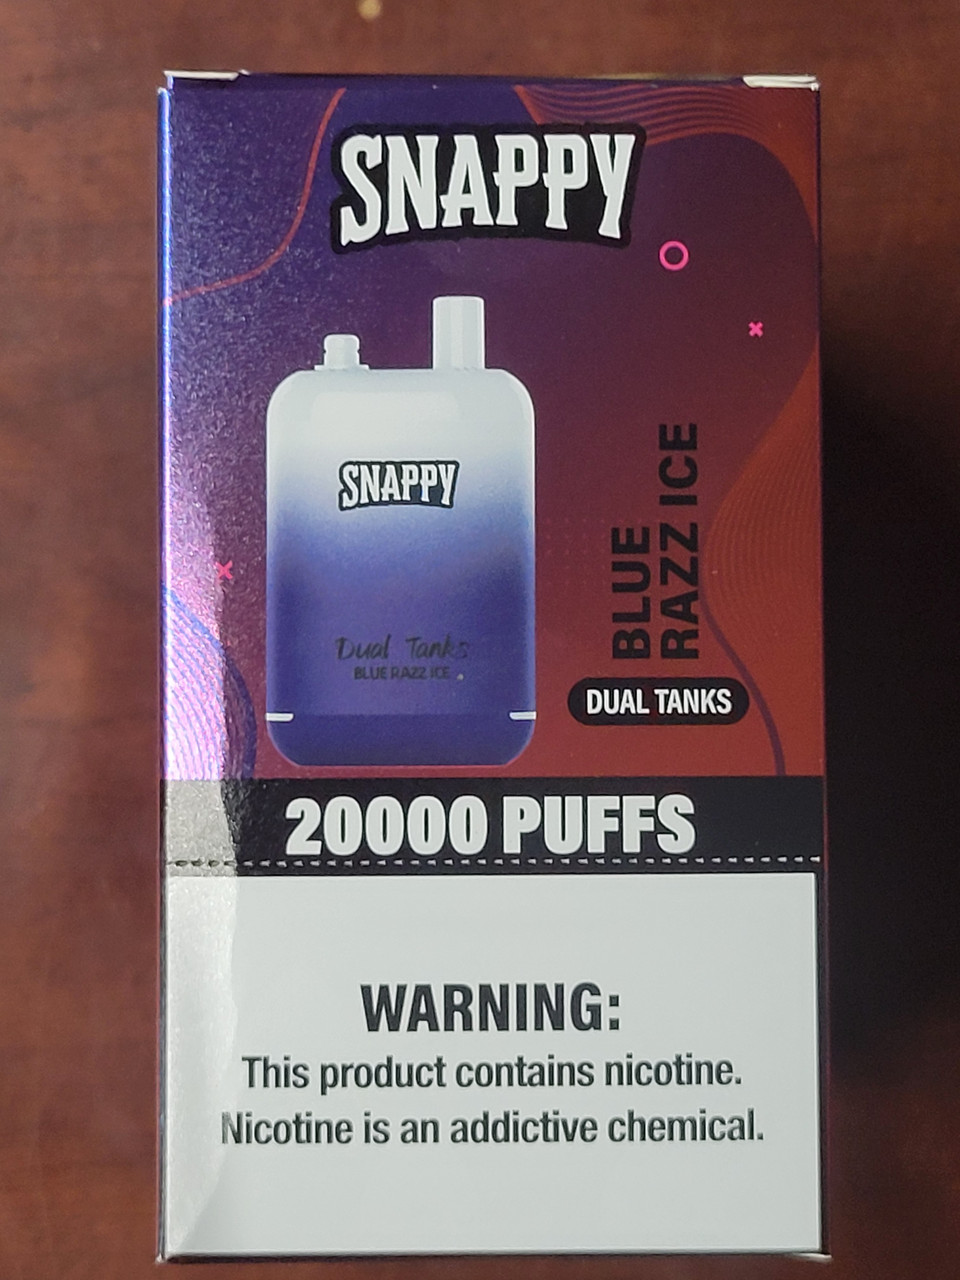 SNAPPY
SNAPPY
Dual Tanks
BLUE RAZZ ICE
BLUE
RAZZ ICE
DUAL TANKS
20000 PUFFS
WARNING:
This product contains nicotine.
Nicotine is an addictive chemical.